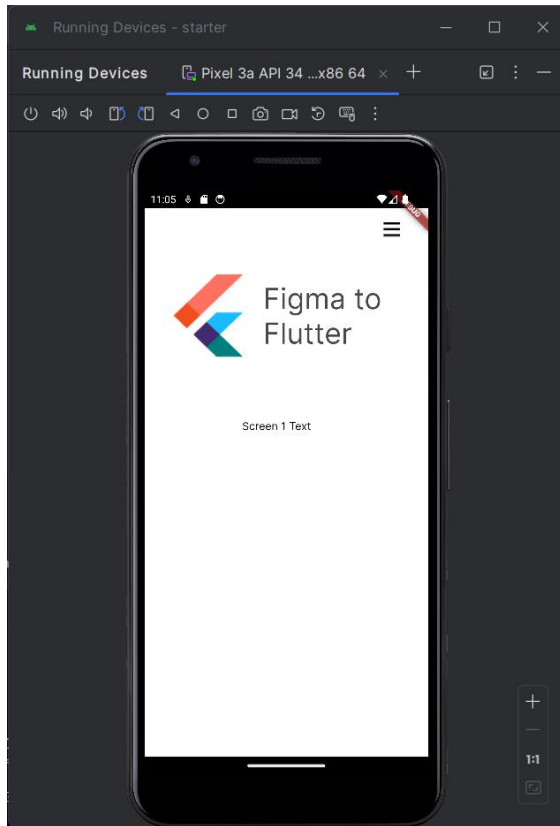 Running Devices - starter
Running Devices
Pixel 3a API 34 ...x86 64
11:05
Figma to
Flutter
Screen 1 Text
1:1